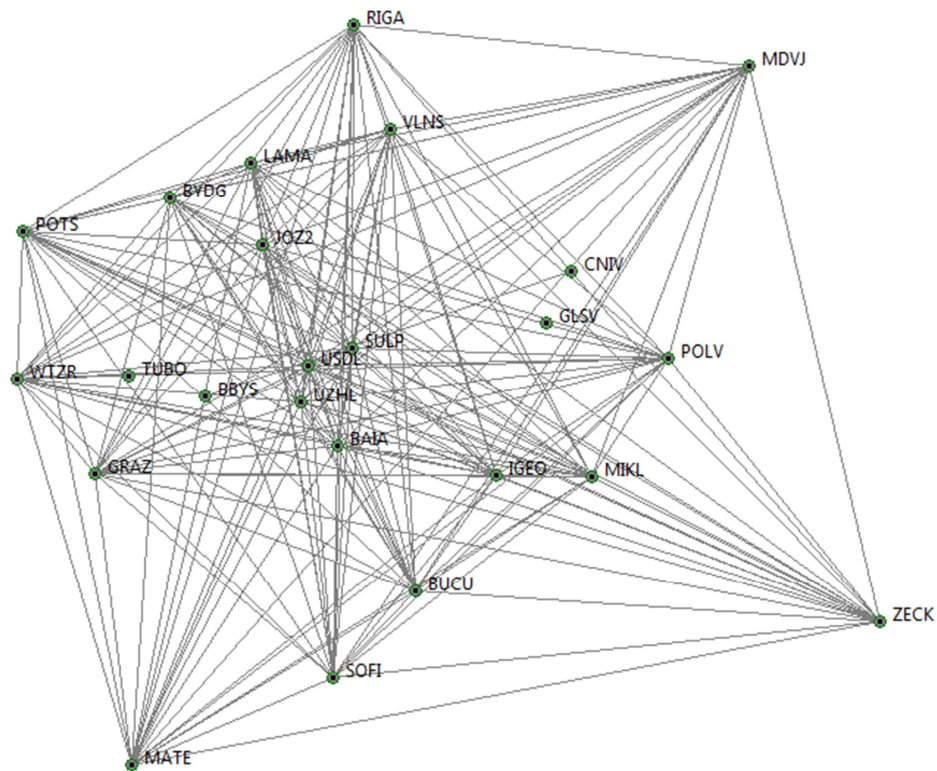 RIGA
MDVJ
VLNS
LAMA
BYDG
POTS
JOZ2
CNIV
GLSV
SULP
POLV
USDL
WTZR
TUBO
BBYS
UZHL
BAIA
GRAZ
IGEO
MIKL
BUCU
ZECK
SOFI
MATE